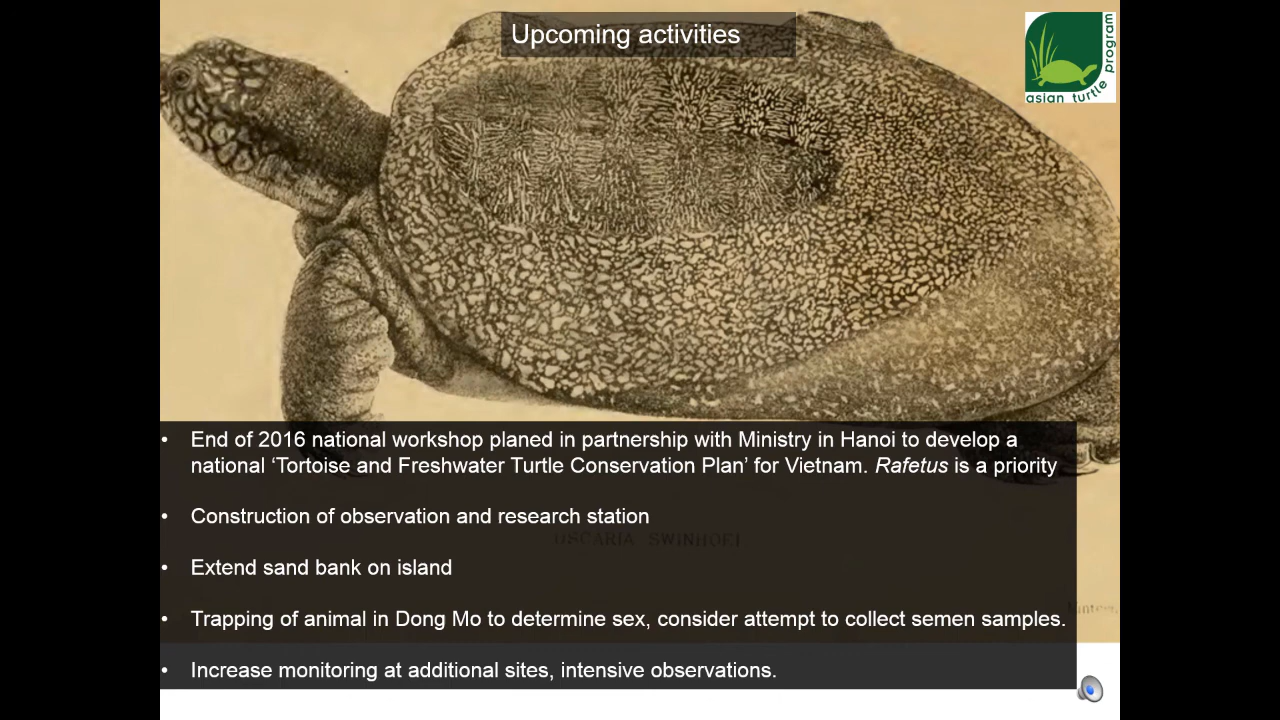 Upcoming activities
asian turtle program
• End of 2016 national workshop planed in partnership with Ministry in Hanoi to develop a
national ‘Tortoise and Freshwater Turtle Conservation Plan’ for Vietnam. Rafetus is a priority
• Construction of observation and research station
OSCARIA SWINHOEI
• Extend sand bank on island
• Trapping of animal in Dong Mo to determine sex, consider attempt to collect semen samples.
• Increase monitoring at additional sites, intensive observations.